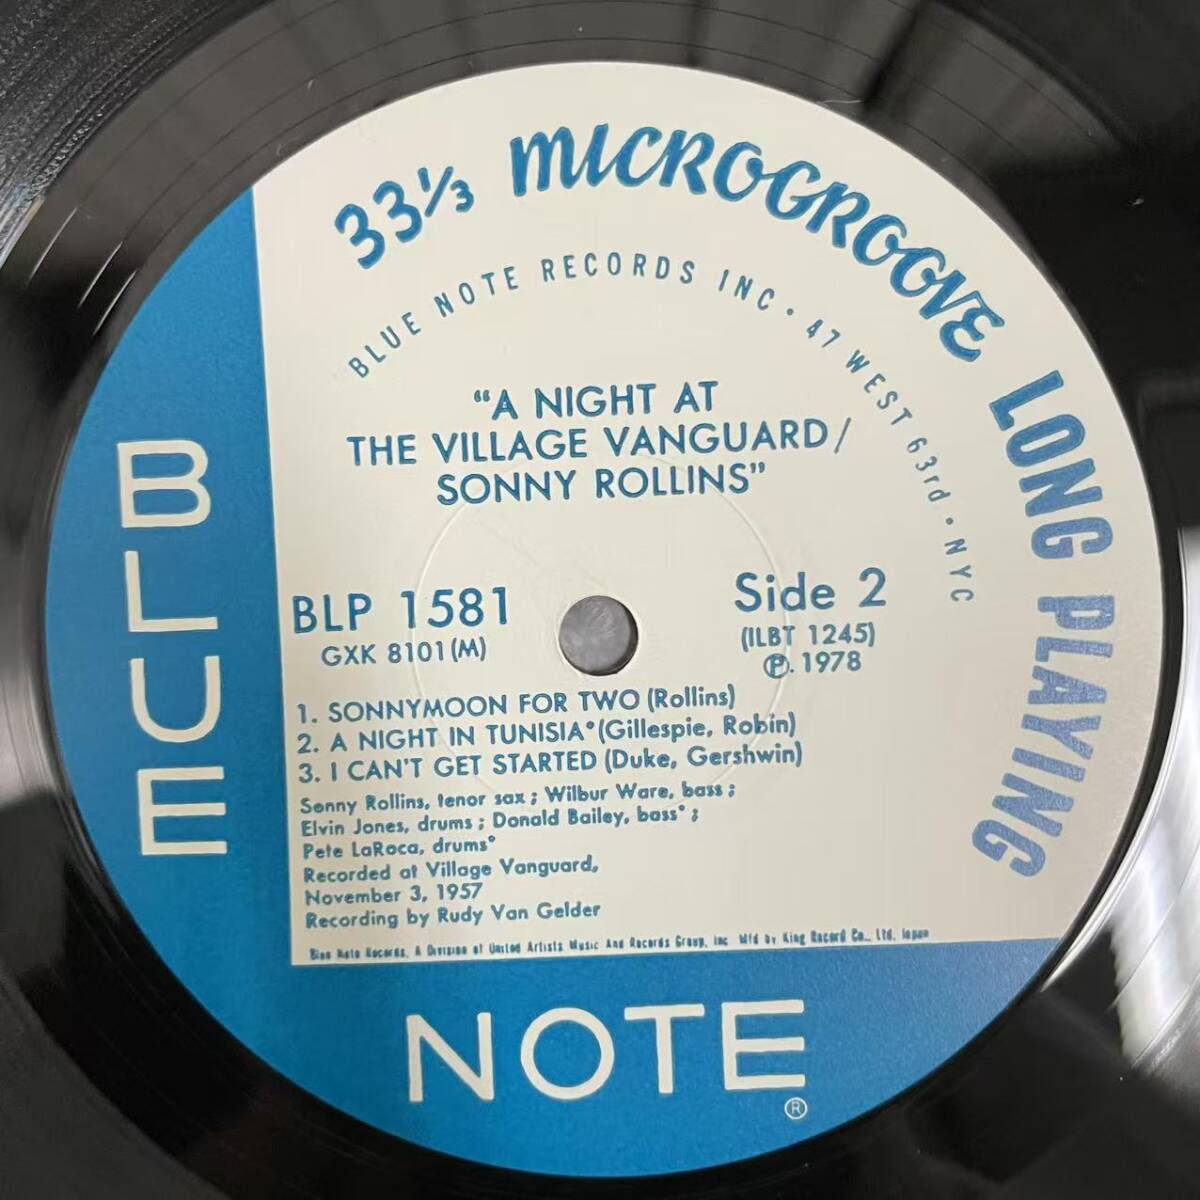 33⅓ MICROGROOVE LONG PLAYING
BLUE NOTE RECORDS INC · 47 WEST 63rd · NYC
"A NIGHT AT
THE VILLAGE VANGUARD/
SONNY ROLLINS"
BLP 1581
GXK 8101(M)
Side 2
(ILBT 1245)
℗. 1978
1. SONNYMOON FOR TWO (Rollins)
2. A NIGHT IN TUNISIA° (Gillespie, Robin)
3. I CAN'T GET STARTED (Duke, Gershwin)
Sonny Rollins, tenor sax ; Wilbur Ware, bass ;
Elvin Jones, drums ; Donald Bailey, bass° ;
Pete LaRoca, drums°
Recorded at Village Vanguard,
November 3, 1957
Recording by Rudy Van Gelder
Blue Note Records, A Division of United Artists Music And Records Group, Inc Mfd by King Record Co., Ltd, Japan
BLUE
NOTE
®